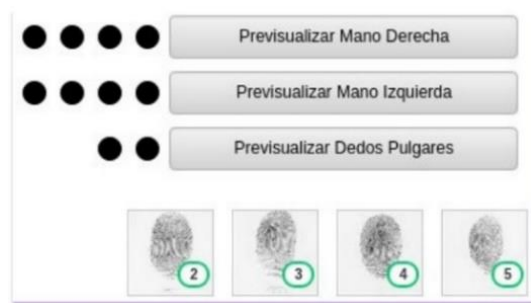 Previsualizar Mano Derecha
Previsualizar Mano Izquierda
Previsualizar Dedos Pulgares
2 3 4 5